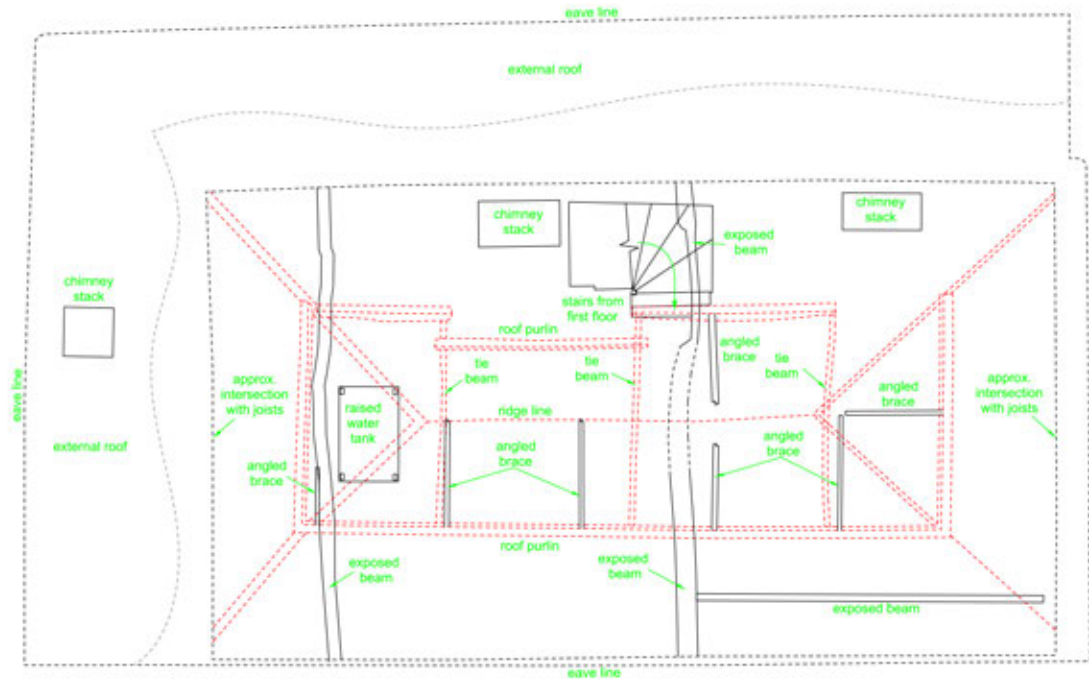 eave line
external roof
chimney
stack
chimney
stack
exposed
beam
chimney
stack
stairs from
first floor
roof purlin
angled
brace
tie
beam
tie
beam
tie
beam
approx.
intersection
with joists
raised
water
tank
ridge line
angled
brace
approx.
intersection
with joists
eave line
external roof
angled
brace
angled
brace
angled
brace
roof purlin
exposed
beam
exposed
beam
exposed beam
eave line